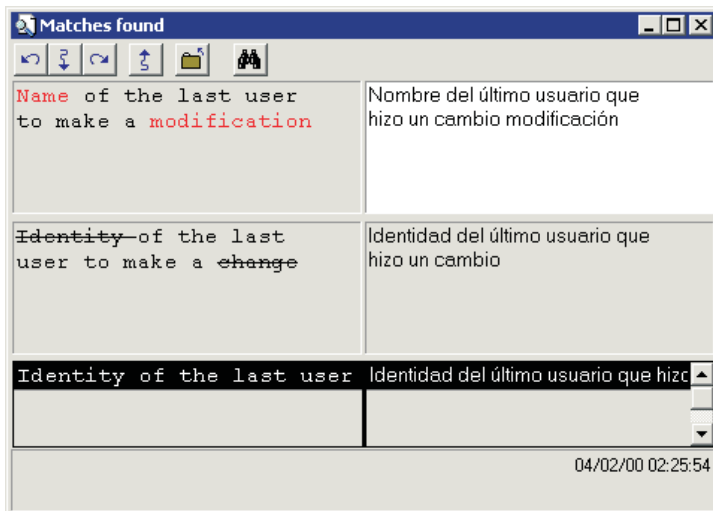 Matches found
Name of the last user
to make a modification
Nombre del último usuario que
hizo un cambio modificación
Identity of the last
user to make a change
Identidad del último usuario que
hizo un cambio
Identity of the last user
Identidad del último usuario que hizo
04/02/00 02:25:54